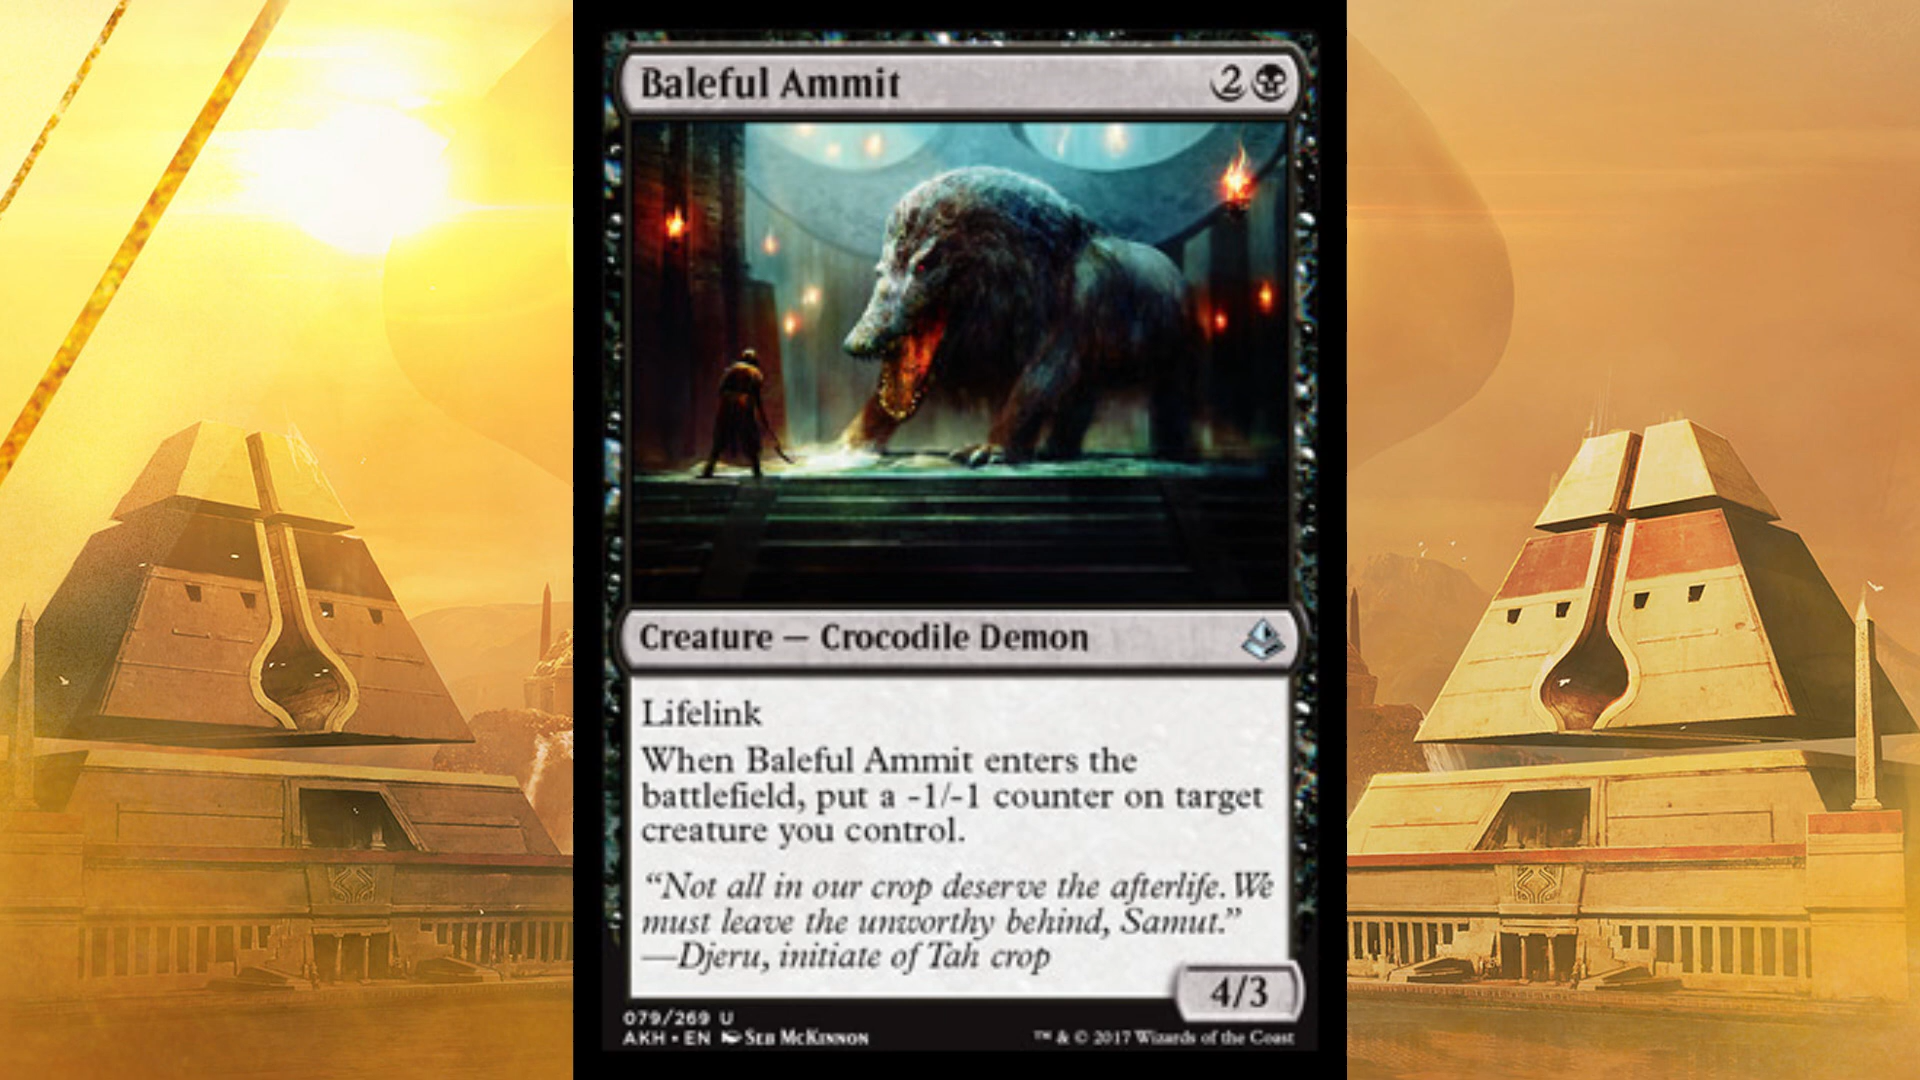 Baleful Ammit 2
Creature — Crocodile Demon
Lifelink
When Baleful Ammit enters the
battlefield, put a -1/-1 counter on target
creature you control.
“Not all in our crop deserve the afterlife. We
must leave the unworthy behind, Samut.”
—Djeru, initiate of Tah crop
4/3
079/269 U
AKH • EN Seb McKinnon
™ & © 2017 Wizards of the Coast